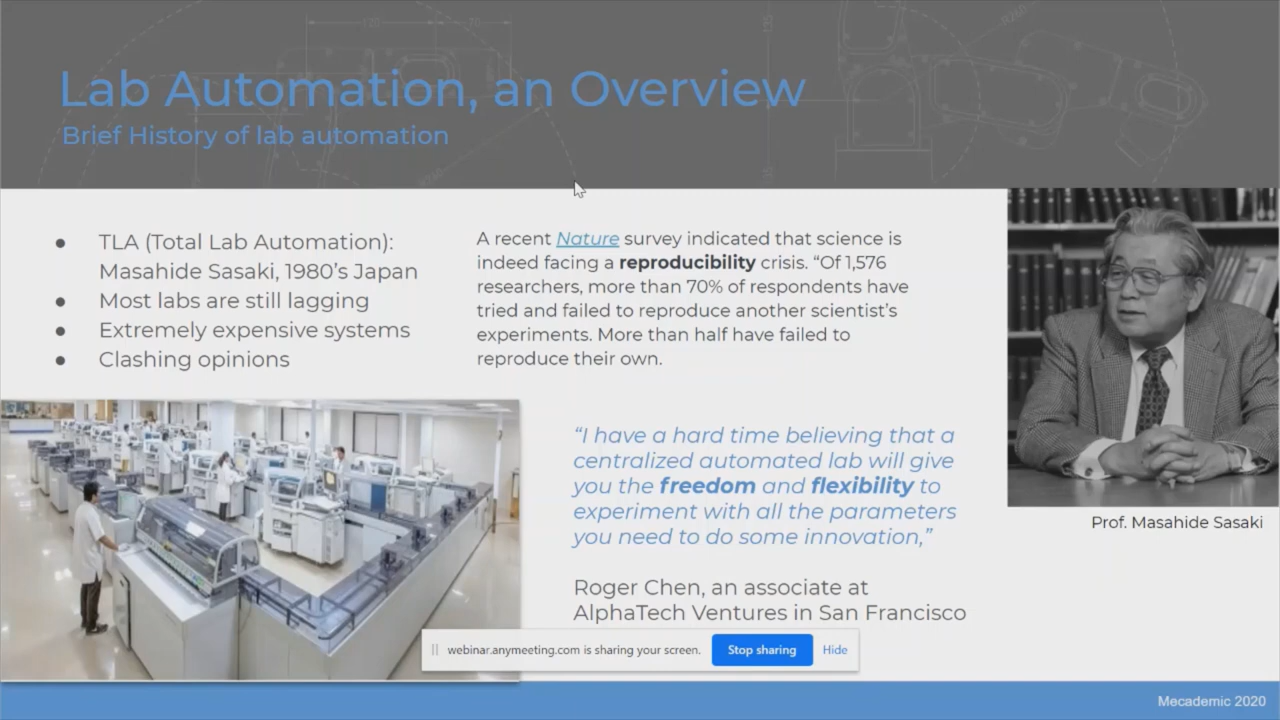 Lab Automation, an Overview
Brief History of lab automation
● TLA (Total Lab Automation):
Masahide Sasaki, 1980's Japan
● Most labs are still lagging
● Extremely expensive systems
● Clashing opinions
A recent Nature survey indicated that science is
indeed facing a reproducibility crisis. “Of 1,576
researchers, more than 70% of respondents have
tried and failed to reproduce another scientist's
experiments. More than half have failed to
reproduce their own.
“I have a hard time believing that a
centralized automated lab will give
you the freedom and flexibility to
experiment with all the parameters
you need to do some innovation,”
Roger Chen, an associate at
AlphaTech Ventures in San Francisco
Prof. Masahide Sasaki
webinar.anymeeting.com is sharing your screen.
Stop sharing
Hide
Mecademic 2020